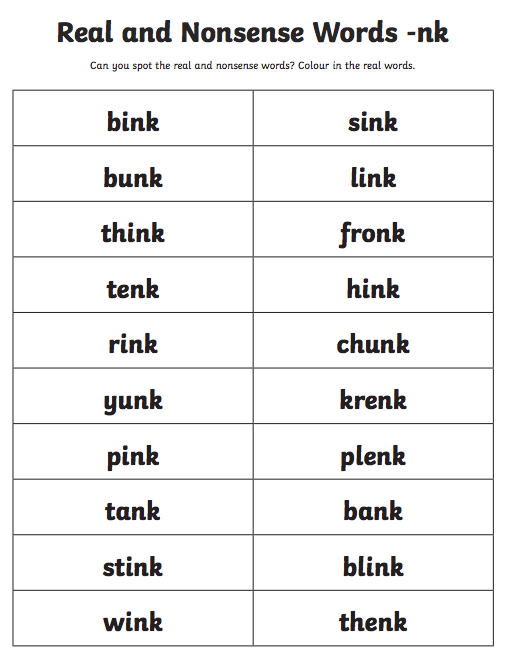 Real and Nonsense Words -nk
Can you spot the real and nonsense words? Colour in the real words.
bink sink
bunk link
think fronk
tenk hink
rink chunk
yunk krenk
pink plenk
tank bank
stink blink
wink thenk